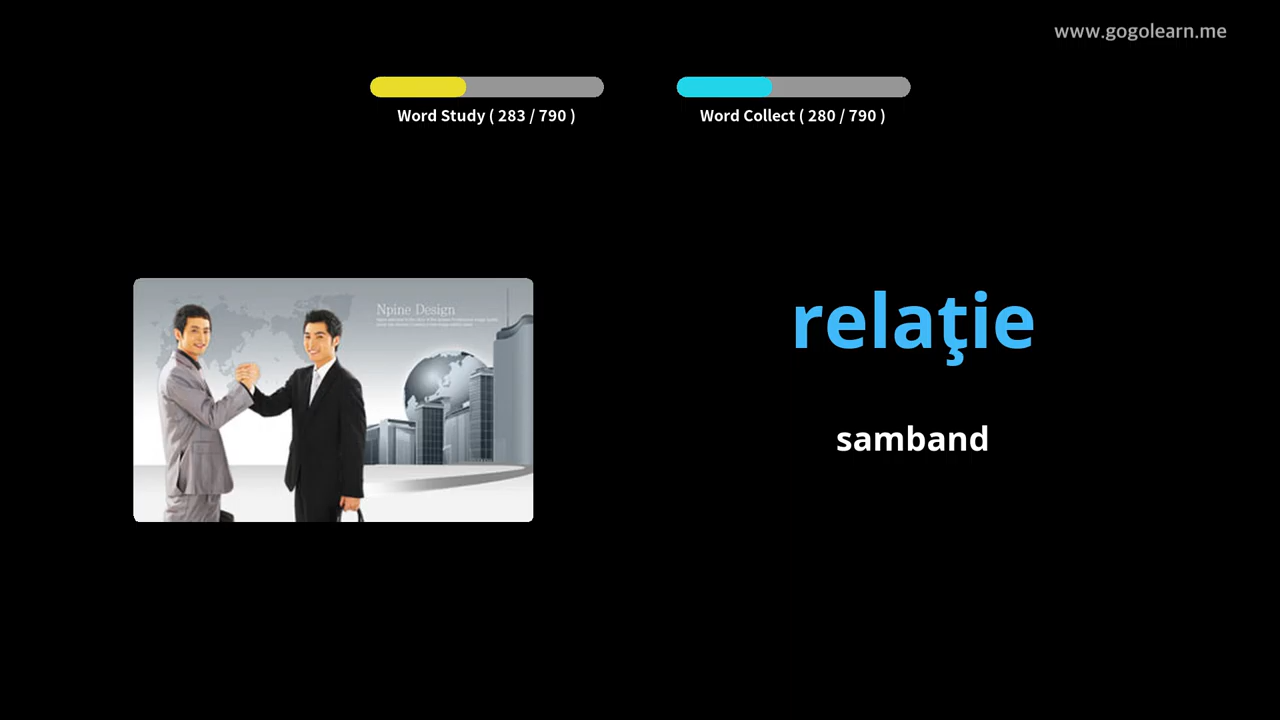 www.gogolearn.me
Word Study ( 283 / 790 )
Word Collect ( 280 / 790 )
Npine Design
relaţie
samband